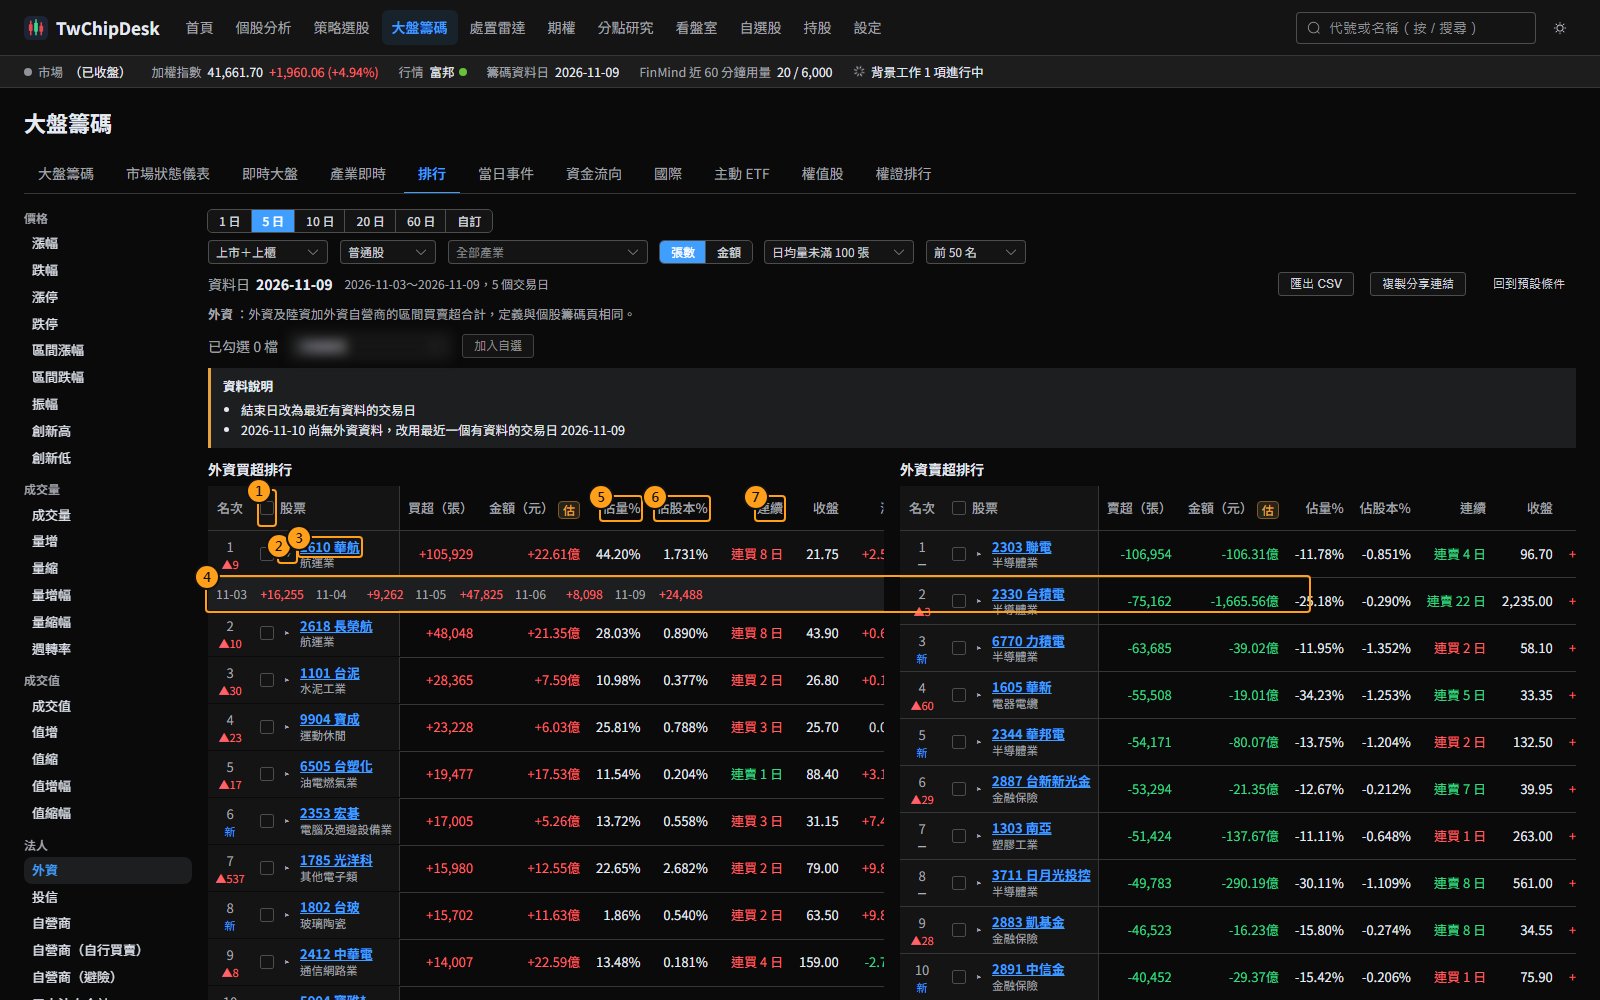 TwChipDesk 首頁 個股分析 策略選股 大盤籌碼 處置雷達 期權 分點研究 看盤室 自選股 持股 設定 代號或名稱（按 / 搜尋）
市場 （已收盤） 加權指數 41,661.70 +1,960.06 (+4.94%) 行情 富邦 籌碼資料日 2026-11-09 FinMind 近 60 分鐘用量 20 / 6,000 背景工作 1 項進行中
大盤籌碼
大盤籌碼 市場狀態儀表 即時大盤 產業即時 排行 當日事件 資金流向 國際 主動 ETF 權值股 權證排行
價格
漲幅
跌幅
漲停
跌停
區間漲幅
區間跌幅
振幅
創新高
創新低
成交量
成交量
量增
量縮
量增幅
量縮幅
週轉率
成交值
成交值
值增
值縮
值增幅
值縮幅
法人
外資
投信
自營商
自營商（自行買賣）
自營商（避險）
1 日 5 日 10 日 20 日 60 日 自訂
上市＋上櫃 普通股 全部產業 張數 金額 日均量未滿 100 張 前 50 名
資料日 2026-11-09 2026-11-03～2026-11-09，5 個交易日 匯出 CSV 複製分享連結 回到預設條件
外資 ：外資及陸資加外資自營商的區間買賣超合計，定義與個股籌碼頁相同。
已勾選 0 檔 加入自選
資料說明
結束日改為最近有資料的交易日
2026-11-10 尚無外資資料，改用最近一個有資料的交易日 2026-11-09
外資買超排行
1 5 6 7
名次 股票 買超（張） 金額（元） 估 佔量% 佔股本% 連續 收盤
2 3
1 2610 華航 +105,929 +22.61億 44.20% 1.731% 連買 8 日 21.75 +2.5
▲9 航運業
4
11-03 +16,255 11-04 +9,262 11-05 +47,825 11-06 +8,098 11-09 +24,488
2 2618 長榮航 +48,048 +21.35億 28.03% 0.890% 連買 8 日 43.90 +0.6
▲10 航運業
3 1101 台泥 +28,365 +7.59億 10.98% 0.377% 連買 2 日 26.80 +0.1
▲30 水泥工業
4 9904 寶成 +23,228 +6.03億 25.81% 0.788% 連買 3 日 25.70 0.0
▲23 運動休閒
5 6505 台塑化 +19,477 +17.53億 11.54% 0.204% 連賣 1 日 88.40 +3.1
▲17 油電燃氣業
6 2353 宏碁 +17,005 +5.26億 13.72% 0.558% 連買 3 日 31.15 +7.4
新 電腦及週邊設備業
7 1785 光洋科 +15,980 +12.55億 22.65% 2.682% 連買 2 日 79.00 +9.8
▲537 其他電子類
8 1802 台玻 +15,702 +11.63億 1.86% 0.540% 連買 2 日 63.50 +9.8
新 玻璃陶瓷
9 2412 中華電 +14,007 +22.59億 13.48% 0.181% 連買 4 日 159.00 -2.7
▲8 通信網路業
外資賣超排行
名次 股票 賣超（張） 金額（元） 估 佔量% 佔股本% 連續 收盤
1 2303 聯電 -106,954 -106.31億 -11.78% -0.851% 連賣 4 日 96.70 +
— 半導體業
2 2330 台積電 -75,162 -1,665.56億 -25.18% -0.290% 連賣 22 日 2,235.00 +
▲3 半導體業
3 6770 力積電 -63,685 -39.02億 -11.95% -1.352% 連買 2 日 58.10 +
新 半導體業
4 1605 華新 -55,508 -19.01億 -34.23% -1.253% 連賣 5 日 33.35 +
▲60 電器電纜
5 2344 華邦電 -54,171 -80.07億 -13.75% -1.204% 連買 2 日 132.50 +
新 半導體業
6 2887 台新新光金 -53,294 -21.35億 -12.67% -0.212% 連賣 7 日 39.95 +
▲29 金融保險
7 1303 南亞 -51,424 -137.67億 -11.11% -0.648% 連買 1 日 263.00 +
— 塑膠工業
8 3711 日月光投控 -49,783 -290.19億 -30.11% -1.109% 連賣 8 日 561.00 +
— 半導體業
9 2883 凱基金 -46,523 -16.23億 -15.80% -0.274% 連賣 8 日 34.55 +
▲28 金融保險
10 2891 中信金 -40,452 -29.37億 -15.42% -0.206% 連買 1 日 75.90 +
新 金融保險